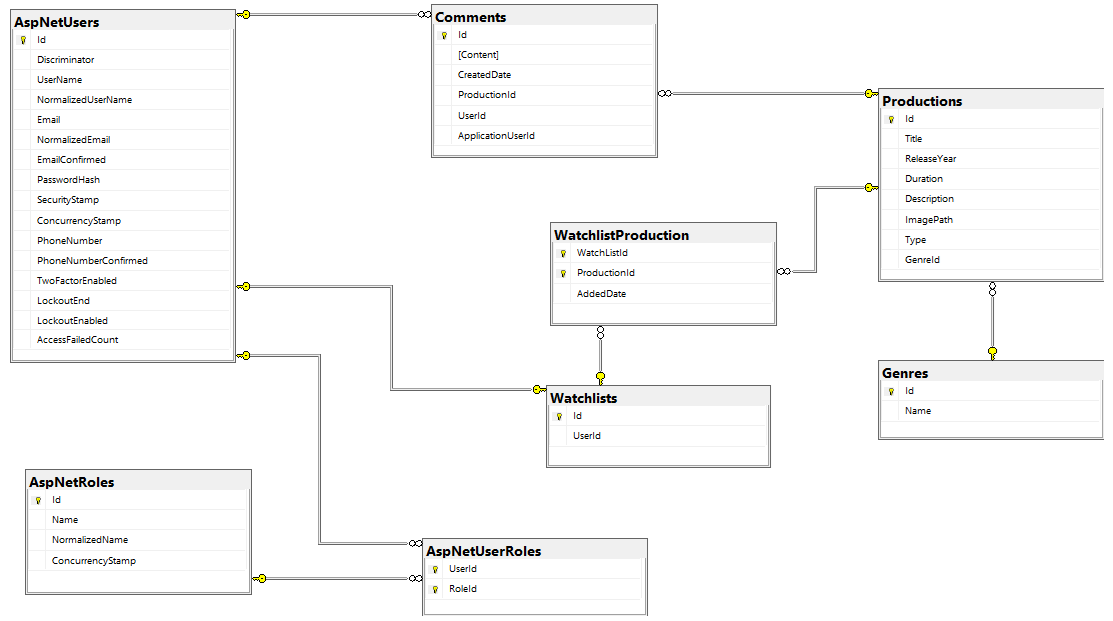 AspNetUsers
Id
Discriminator
UserName
NormalizedUserName
Email
NormalizedEmail
EmailConfirmed
PasswordHash
SecurityStamp
ConcurrencyStamp
PhoneNumber
PhoneNumberConfirmed
TwoFactorEnabled
LockoutEnd
LockoutEnabled
AccessFailedCount
Comments
Id
[Content]
CreatedDate
ProductionId
UserId
ApplicationUserId
Productions
Id
Title
ReleaseYear
Duration
Description
ImagePath
Type
GenreId
WatchlistProduction
WatchListId
ProductionId
AddedDate
Genres
Id
Name
Watchlists
Id
UserId
AspNetRoles
Id
Name
NormalizedName
ConcurrencyStamp
AspNetUserRoles
UserId
RoleId